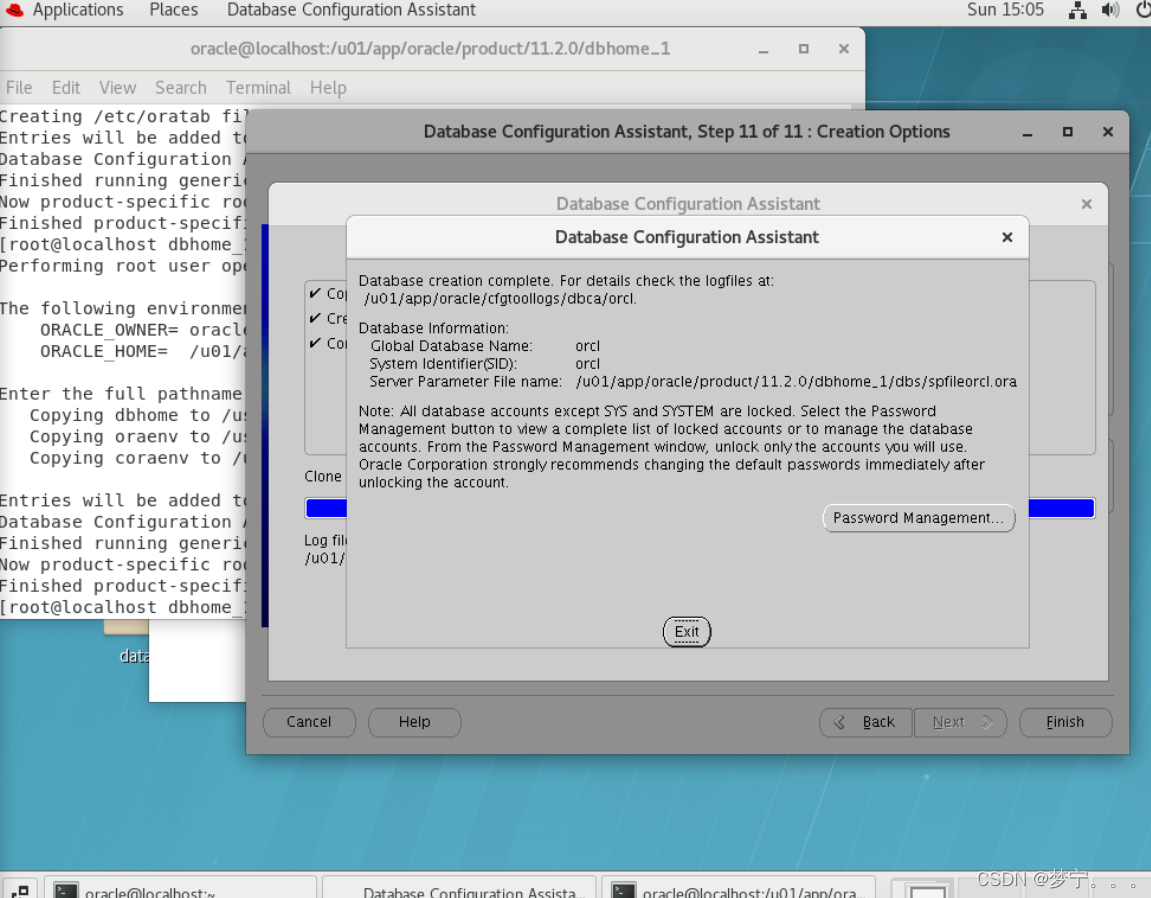 Applications Places Database Configuration Assistant Sun 15:05
oracle@localhost:/u01/app/oracle/product/11.2.0/dbhome_1
File Edit View Search Terminal Help
Creating /etc/oratab fil
Entries will be added to
Database Configuration A
Finished running generic
Now product-specific roo
Finished product-specifi
[root@localhost dbhome_1
Performing root user ope
The following environmen
ORACLE_OWNER= oracle
ORACLE_HOME= /u01/a
Enter the full pathname
Copying dbhome to /us
Copying oraenv to /us
Copying coraenv to /u
Entries will be added to
Database Configuration A
Finished running generic
Now product-specific roo
Finished product-specifi
[root@localhost dbhome_1
data
Database Configuration Assistant, Step 11 of 11 : Creation Options
Database Configuration Assistant
Cop
Cre
Con
Clone
Log file
/u01/
Database Configuration Assistant
Database creation complete. For details check the logfiles at:
/u01/app/oracle/cfgtoollogs/dbca/orcl.
Database Information:
Global Database Name: orcl
System Identifier(SID): orcl
Server Parameter File name: /u01/app/oracle/product/11.2.0/dbhome_1/dbs/spfileorcl.ora
Note: All database accounts except SYS and SYSTEM are locked. Select the Password
Management button to view a complete list of locked accounts or to manage the database
accounts. From the Password Management window, unlock only the accounts you will use.
Oracle Corporation strongly recommends changing the default passwords immediately after
unlocking the account.
Password Management...
Exit
Cancel Help Back Next Finish
oracle@localhost:~ Database Configuration Assista... oracle@localhost:/u01/app/ora...
CSDN @梦宁。。。